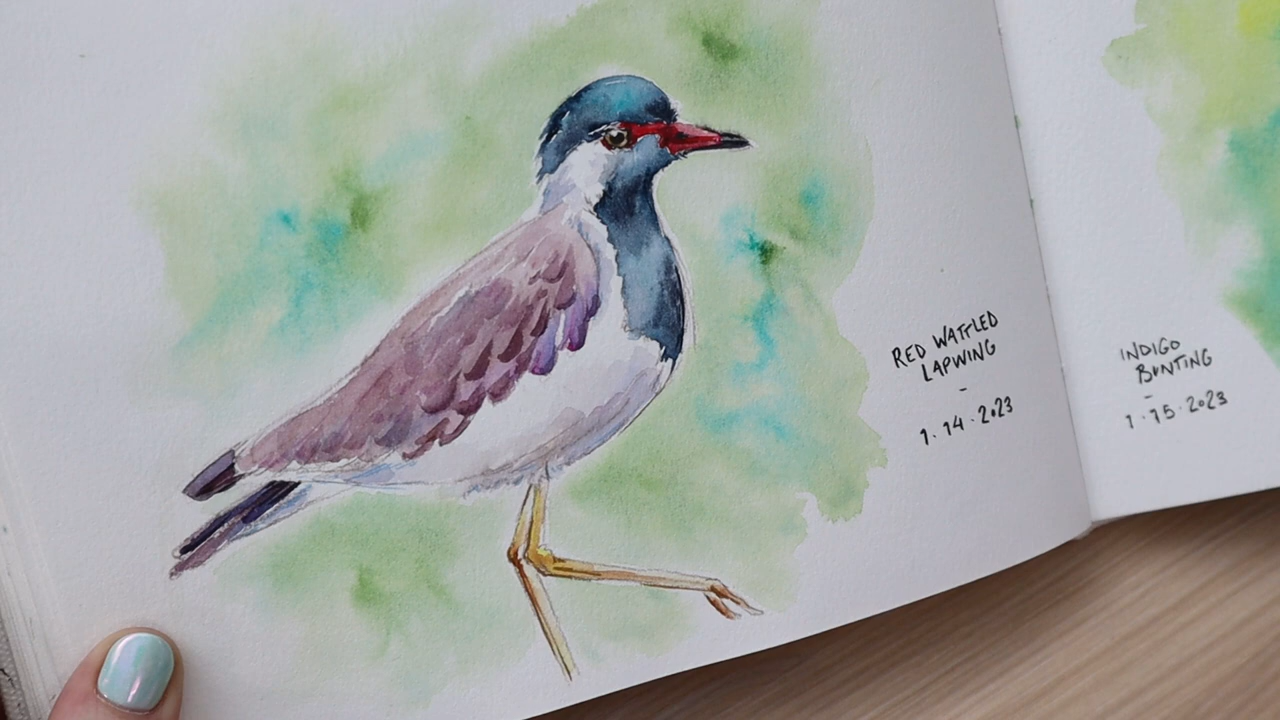 RED WATTLED
LAPWING
-
1.14.2023
INDIGO
BUNTING
-
1.15.2023